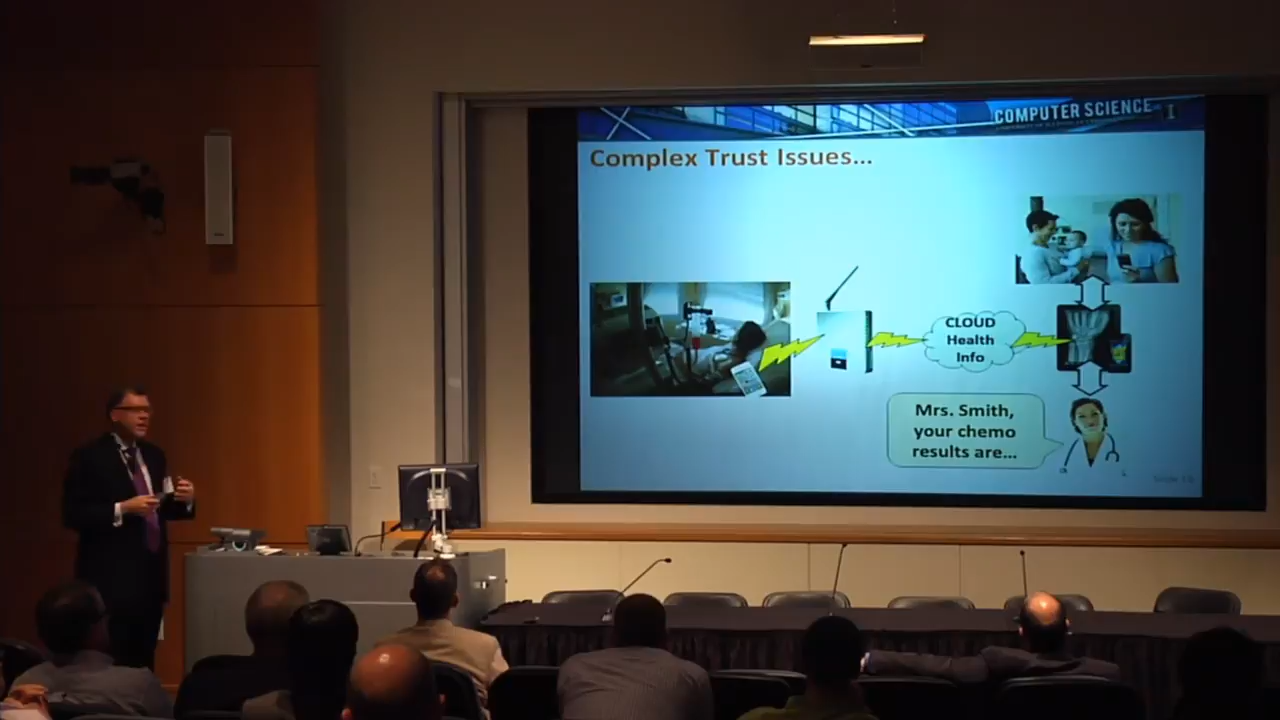 COMPUTER SCIENCE
Complex Trust Issues...
CLOUD
Health
Info
Mrs. Smith,
your chemo
results are...